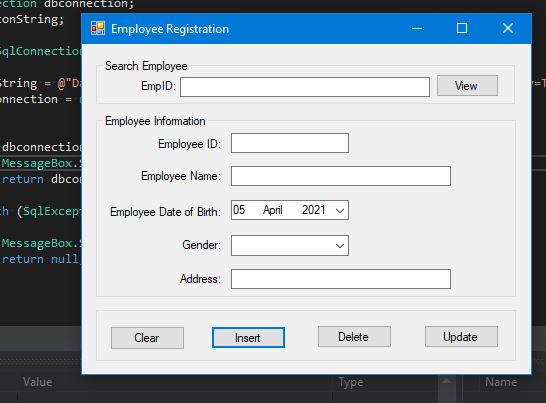 ection dbconnection;
tonString;
Employee Registration
SqlConnection
Search Employee
EmpID:
View
String = @"Da
onnection =
Employee Information
Employee ID:
dbconnection
MessageBox.S
return dbcon
Employee Name:
Employee Date of Birth:
05 April 2021
h (SqlExcept
Gender:
MessageBox.S
return null;
Address:
Clear
Insert
Delete
Update
Value
Type
Name